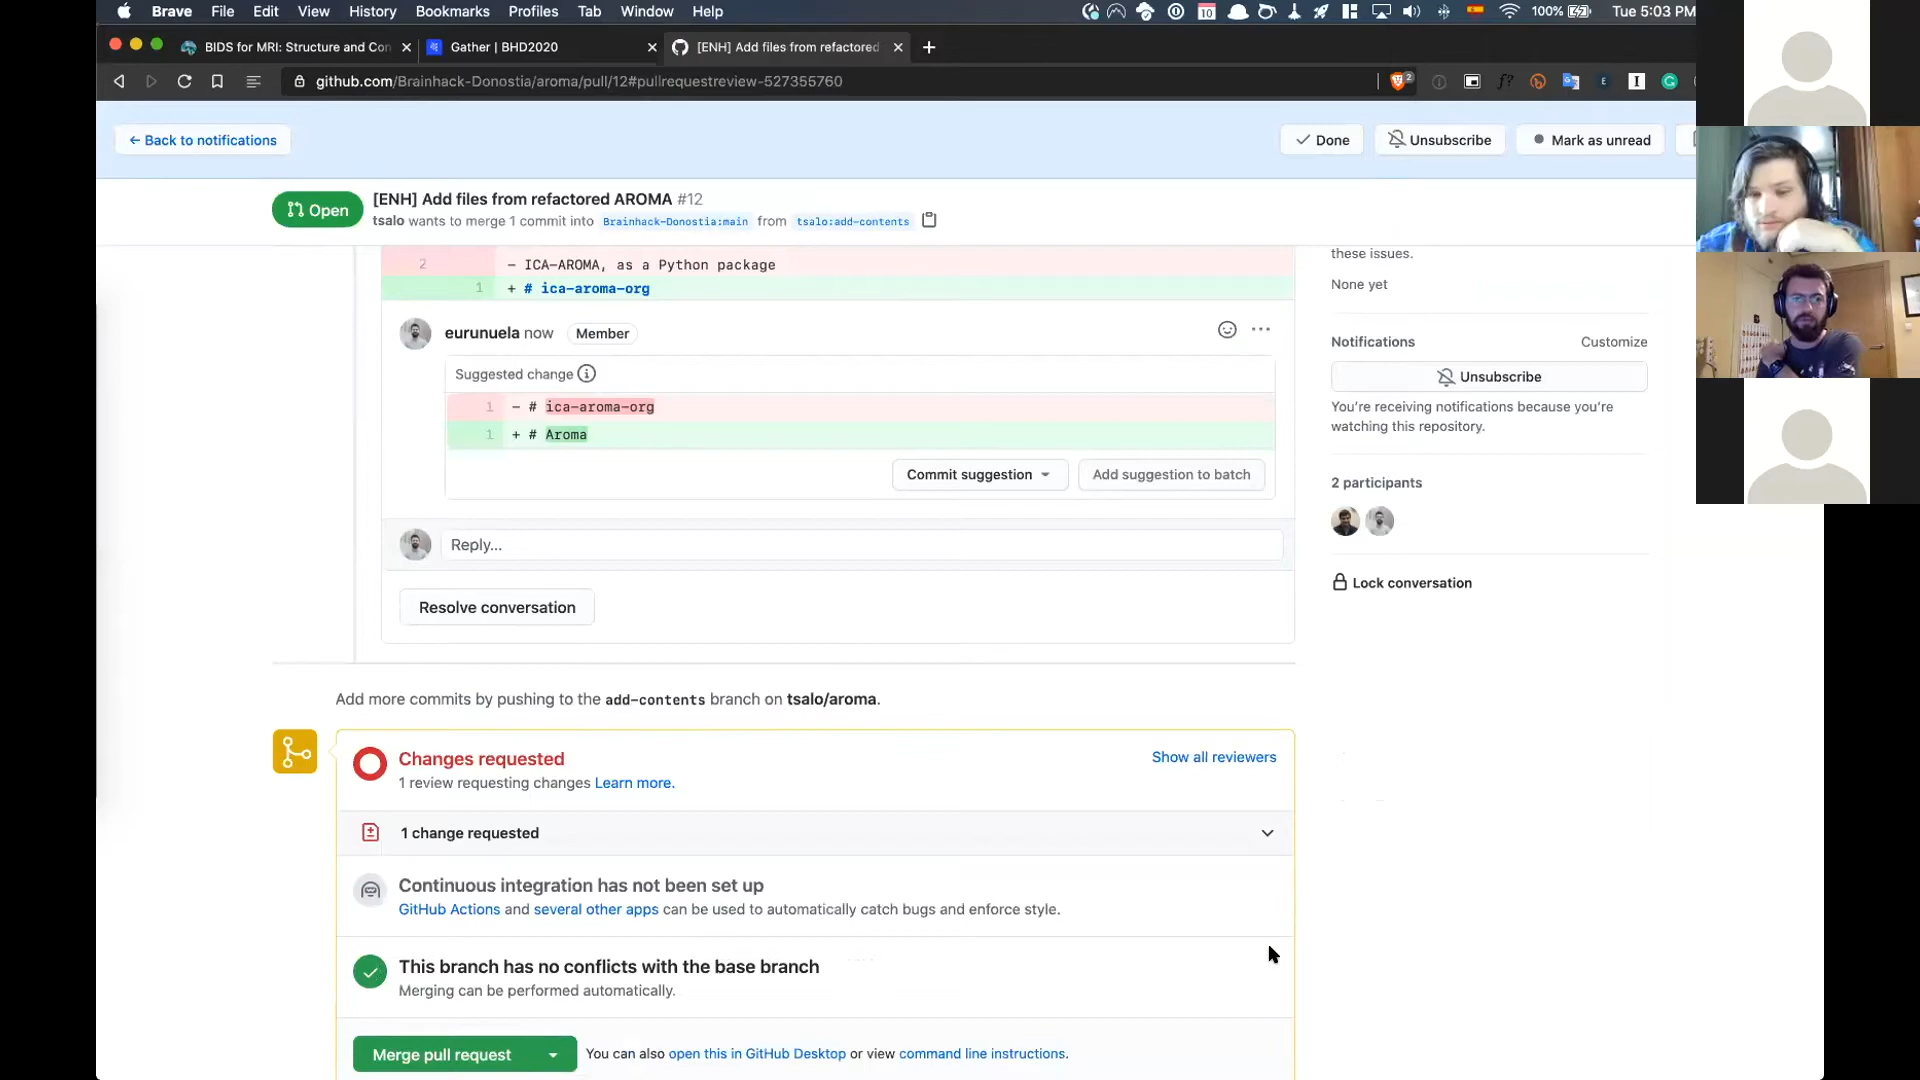 Brave File Edit View History Bookmarks Profiles Tab Window Help 10 100% Tue 5:03 PM
BIDS for MRI: Structure and Con Gather | BHD2020 [ENH] Add files from refactored
github.com/Brainhack-Donostia/aroma/pull/12#pullrequestreview-527355760 2
← Back to notifications Done Unsubscribe Mark as unread
Open [ENH] Add files from refactored AROMA #12
tsalo wants to merge 1 commit into Brainhack-Donostia:main from tsalo:add-contents
2 - ICA-AROMA, as a Python package
1 + # ica-aroma-org
eurunuela now Member
Suggested change
1 - # ica-aroma-org
1 + # Aroma
Commit suggestion Add suggestion to batch
Reply...
Resolve conversation
these issues.
None yet
Notifications Customize
Unsubscribe
You're receiving notifications because you're
watching this repository.
2 participants
Lock conversation
Add more commits by pushing to the add-contents branch on tsalo/aroma.
Changes requested Show all reviewers
1 review requesting changes Learn more.
1 change requested
Continuous integration has not been set up
GitHub Actions and several other apps can be used to automatically catch bugs and enforce style.
This branch has no conflicts with the base branch
Merging can be performed automatically.
Merge pull request You can also open this in GitHub Desktop or view command line instructions.